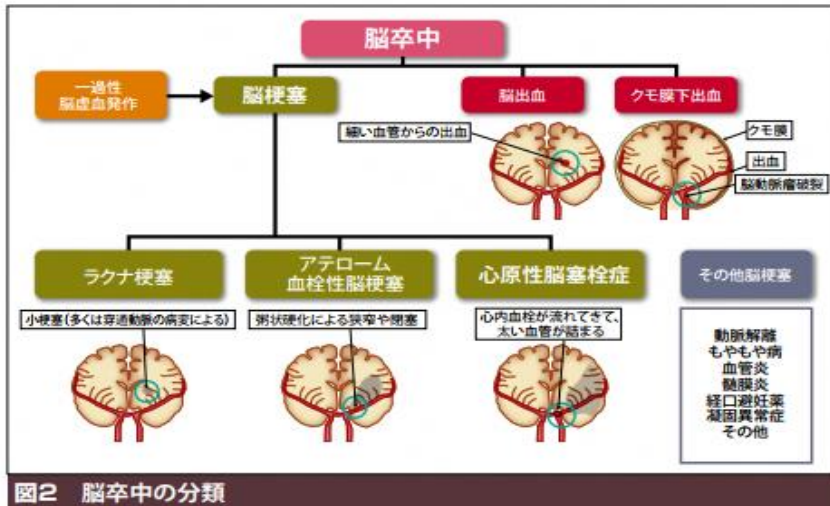 脳卒中
一過性
脳虚血発作
脳梗塞
脳出血
クモ膜下出血
細い血管からの出血
クモ膜
出血
脳動脈瘤破裂
ラクナ梗塞
アテローム
血栓性脳梗塞
心原性脳塞栓症
その他脳梗塞
小梗塞(多くは穿通動脈の病変による)
粥状硬化による狭窄や閉塞
心内血栓が流れてきて、
太い血管が詰まる
動脈解離
もやもや病
血管炎
髄膜炎
経口避妊薬
凝固異常症
その他
図2 脳卒中の分類